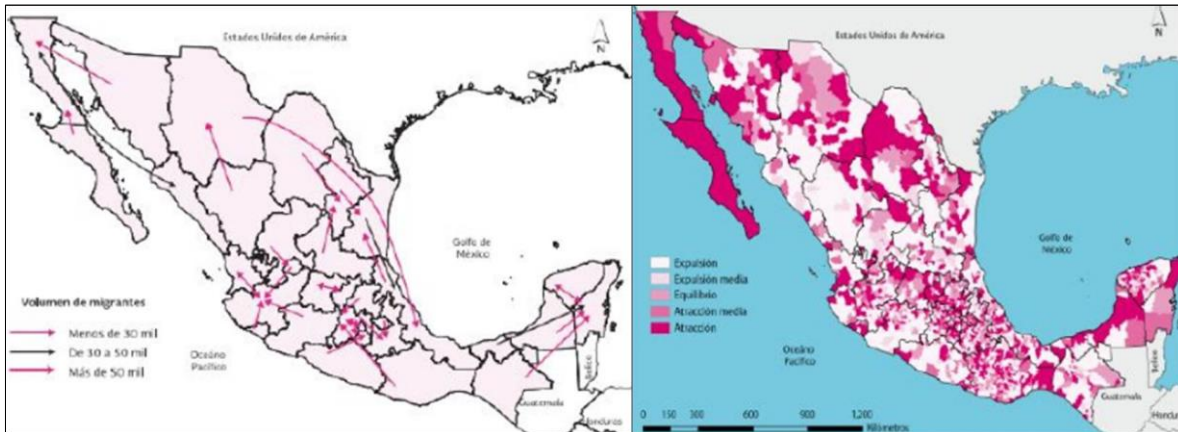 Estados Unidos de América
N
Golfo de
México
Volumen de migrantes
Menos de 30 mil
De 30 a 50 mil
Más de 50 mil
Océano
Pacífico
Belice
Guatemala
Honduras
Estados Unidos de América
N
Golfo de
México
Expulsión
Expulsión media
Equilibrio
Atracción media
Atracción
Océano
Pacífico
Belice
Guatemala
Hondur
0 150 300 600 900 1,200
Kilómetros